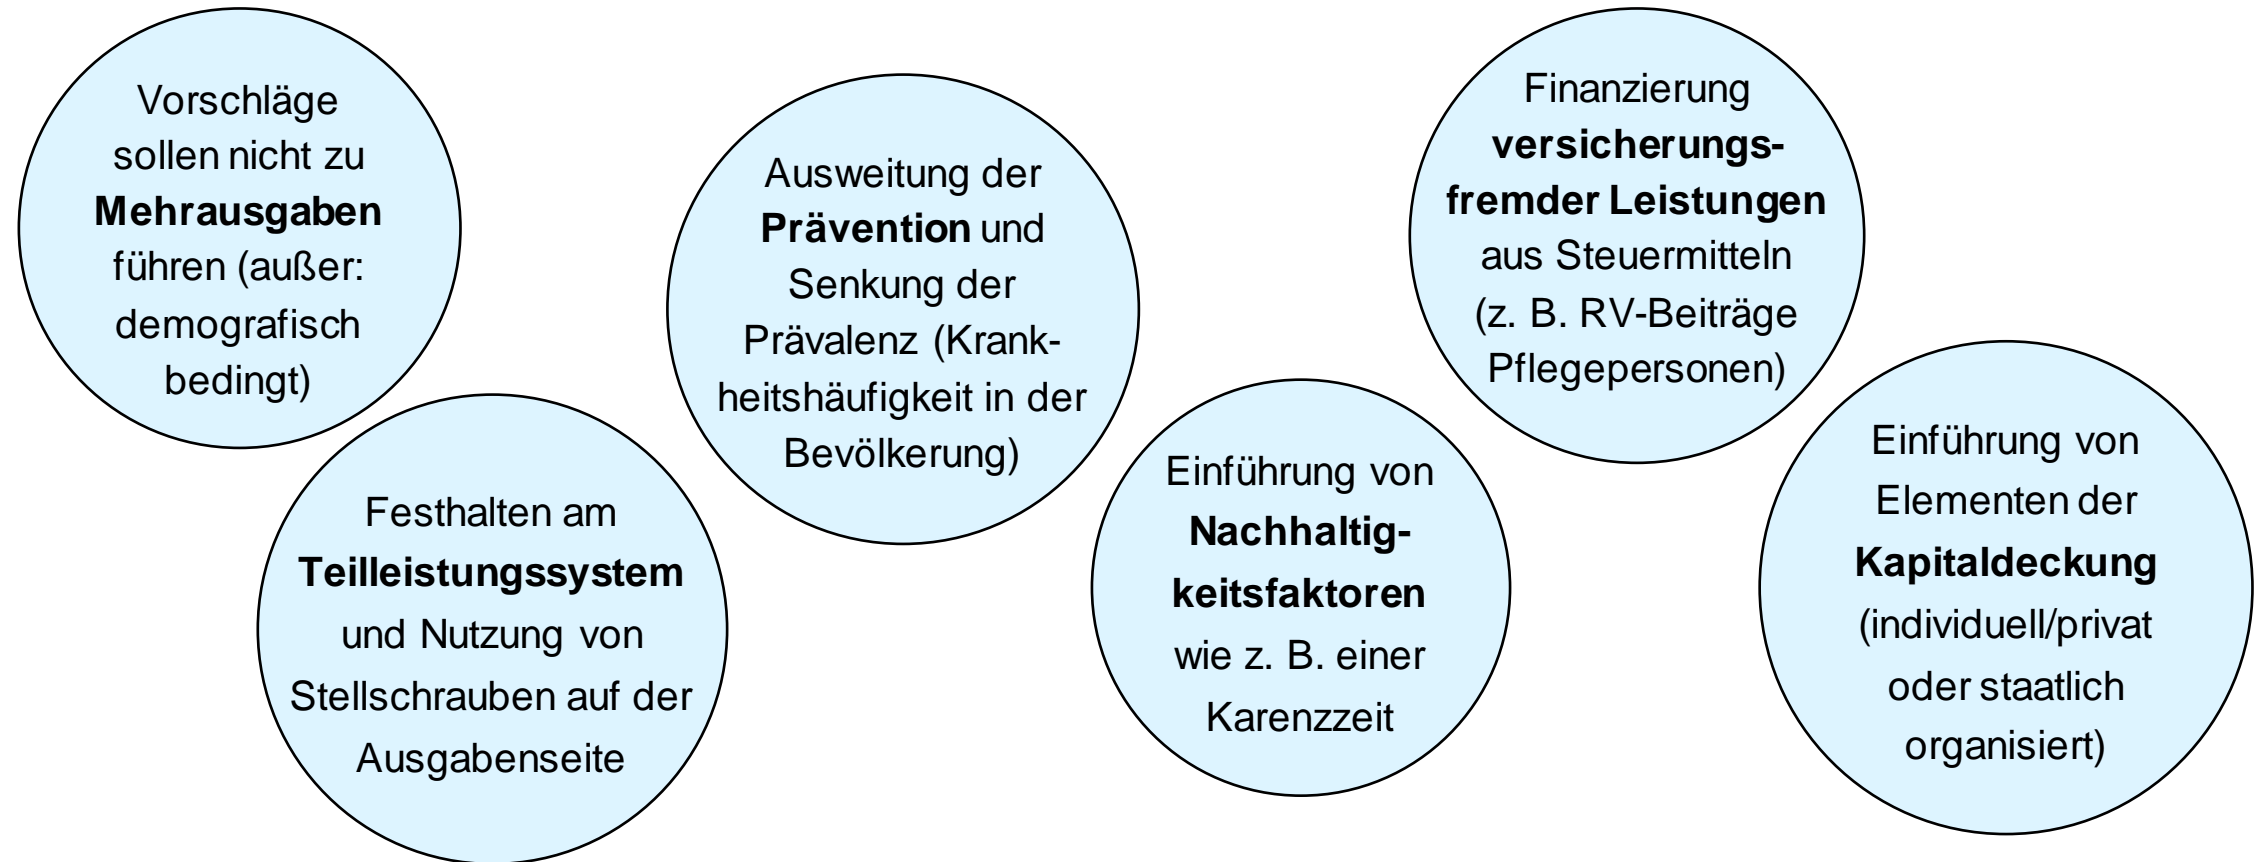 Vorschläge
sollen nicht zu
Mehrausgaben
führen (außer:
demografisch
bedingt)
Festhalten am
Teilleistungssystem
und Nutzung von
Stellschrauben auf der
Ausgabenseite
Ausweitung der
Prävention und
Senkung der
Prävalenz (Krank-
heitshäufigkeit in der
Bevölkerung)
Einführung von
Nachhaltig-
keitsfaktoren
wie z. B. einer
Karenzzeit
Finanzierung
versicherungs-
fremder Leistungen
aus Steuermitteln
(z. B. RV-Beiträge
Pflegepersonen)
Einführung von
Elementen der
Kapitaldeckung
(individuell/privat
oder staatlich
organisiert)